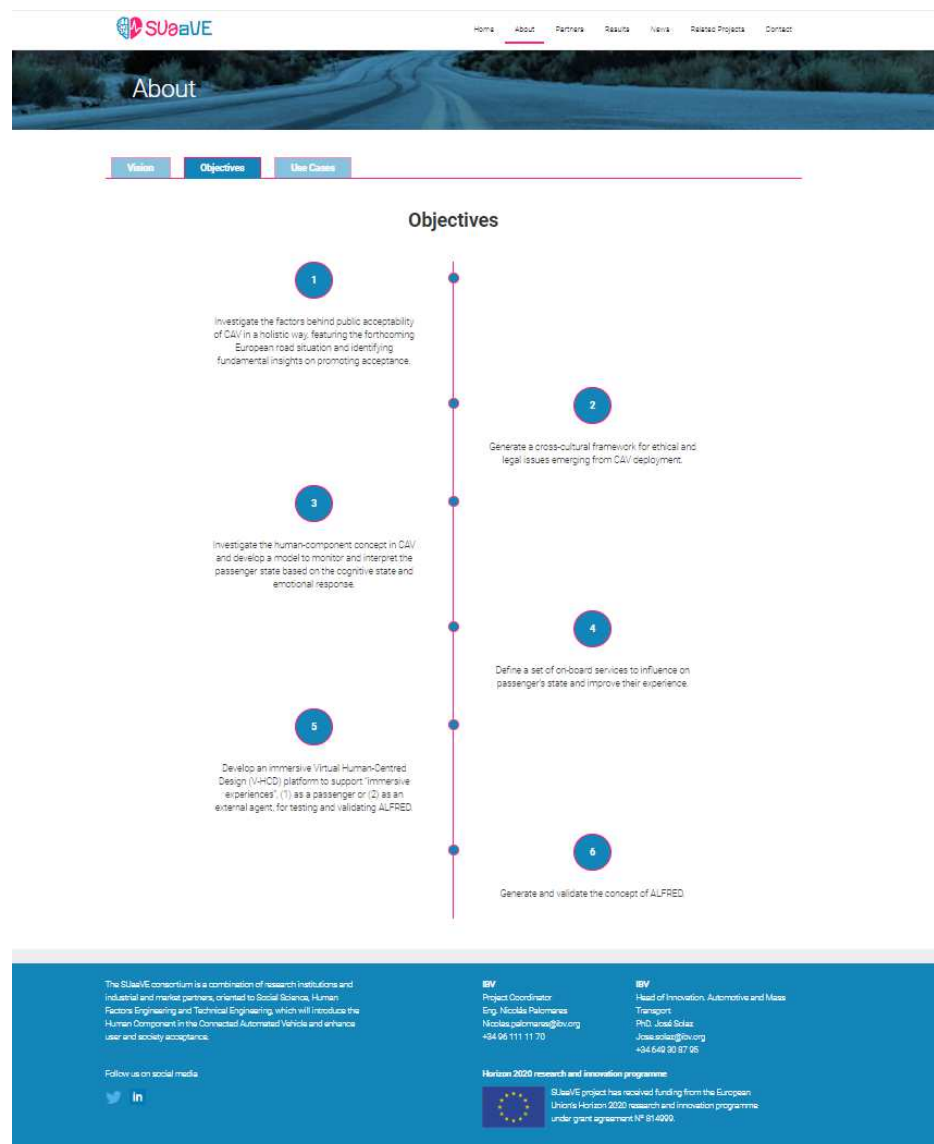 SUaaVE
Home About Partners Results News Related Projects Contact
About
Vision Objectives Use Cases
Objectives
1
Investigate the factors behind public acceptability
of CAV in a holistic way, featuring the forthcoming
European road situation and identifying
fundamental insights on promoting acceptance.
2
Generate a cross-cultural framework for ethical and
legal issues emerging from CAV deployment.
3
Investigate the human-component concept in CAV
and develop a model to monitor and interpret the
passenger state based on the cognitive state and
emotional response.
4
Define a set of on-board services to influence on
passenger's state and improve their experience.
5
Develop an immersive Virtual Human-Centred
Design (V-HCD) platform to support "immersive
experiences", (1) as a passenger or (2) as an
external agent, for testing and validating ALFRED.
6
Generate and validate the concept of ALFRED.
The SUaaVE consortium is a combination of research institutions and
industrial and market partners, oriented to Social Science, Human
Factors Engineering and Technical Engineering, which will introduce the
Human Component in the Connected Automated Vehicle and enhance
user and society acceptance.
Follow us on social media
in
IBV
Project Coordinator
Eng. Nicolás Palomares
Nicolas.palomares@ibv.org
+34 96 111 11 70
IBV
Head of Innovation. Automotive and Mass
Transport
PhD. José Solaz
Jose.solaz@ibv.org
+34 649 30 87 95
Horizon 2020 research and innovation programme
SUaaVE project has received funding from the European
Union's Horizon 2020 research and innovation programme
under grant agreement Nº 814999.